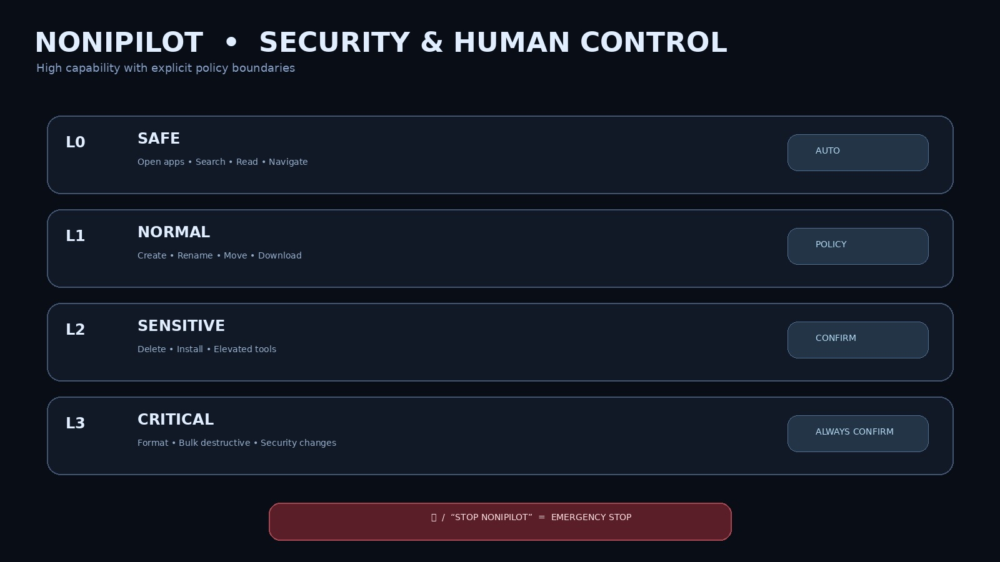 NONIPILOT • SECURITY & HUMAN CONTROL
High capability with explicit policy boundaries
L0
SAFE
Open apps • Search • Read • Navigate
AUTO
L1
NORMAL
Create • Rename • Move • Download
POLICY
L2
SENSITIVE
Delete • Install • Elevated tools
CONFIRM
L3
CRITICAL
Format • Bulk destructive • Security changes
ALWAYS CONFIRM
/ “STOP NONIPILOT” = EMERGENCY STOP